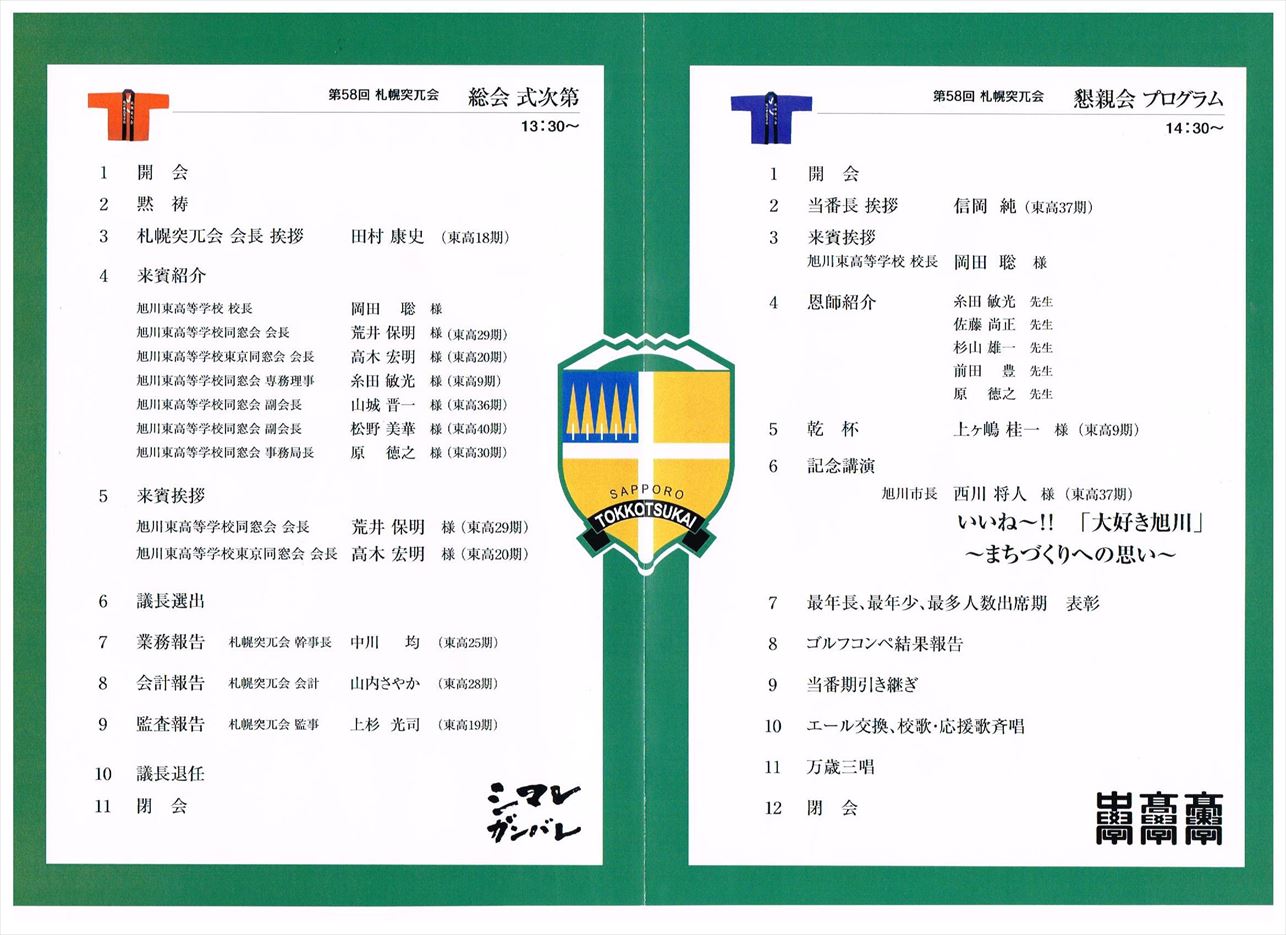 第58回 札幌突兀会　総会 式次第
13:30～
1　開　会
2　黙　祷
3　札幌突兀会 会長 挨拶　田村 康史　(東高18期)
4　来賓紹介
旭川東高等学校 校長　岡田　聡　様
旭川東高等学校同窓会 会長　荒井 保明　様 (東高29期)
旭川東高等学校東京同窓会 会長　高木 宏明　様 (東高20期)
旭川東高等学校同窓会 専務理事　糸田 敏光　様 (東高9期)
旭川東高等学校同窓会 副会長　山城 晋一　様 (東高36期)
旭川東高等学校同窓会 副会長　松野 美華　様 (東高40期)
旭川東高等学校同窓会 事務局長　原　徳之　様 (東高30期)
5　来賓挨拶
旭川東高等学校同窓会 会長　荒井 保明　様 (東高29期)
旭川東高等学校東京同窓会 会長　高木 宏明　様 (東高20期)
6　議長選出
7　業務報告　札幌突兀会 幹事長　中川　均　(東高25期)
8　会計報告　札幌突兀会 会計　山内さやか　(東高28期)
9　監査報告　札幌突兀会 監事　上杉 光司　(東高19期)
10　議長退任
11　閉　会
シマレ
ガンバレ
SAPPORO
TOKKOTSUKAI
第58回 札幌突兀会　懇親会 プログラム
14:30～
1　開　会
2　当番長 挨拶　信岡 純 (東高37期)
3　来賓挨拶
旭川東高等学校 校長　岡田 聡　様
4　恩師紹介　糸田 敏光　先生
佐藤 尚正　先生
杉山 雄一　先生
前田　豊　先生
原　徳之　先生
5　乾　杯　上ヶ嶋 桂一　様 (東高9期)
6　記念講演
旭川市長　西川 将人　様 (東高37期)
いいね～!!　「大好き旭川」
～まちづくりへの思い～
7　最年長、最年少、最多人数出席期　表彰
8　ゴルフコンペ結果報告
9　当番期引き継ぎ
10　エール交換、校歌・応援歌斉唱
11　万歳三唱
12　閉　会